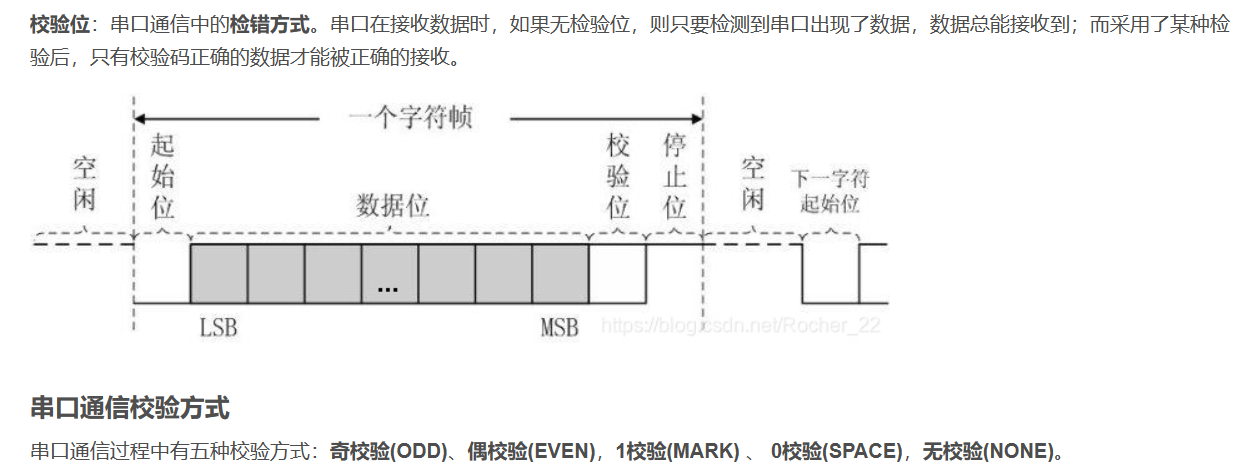 校验位：串口通信中的检错方式。串口在接收数据时，如果无检验位，则只要检测到串口出现了数据，数据总能接收到；而采用了某种检
验后，只有校验码正确的数据才能被正确的接收。
一个字符帧
空闲
起始位
数据位
校验位
停止位
空闲
下一字符
起始位
...
LSB
MSB
https://blog.csdn.net/Rocher_22
串口通信校验方式
串口通信过程中有五种校验方式：奇校验(ODD)、偶校验(EVEN)，1校验(MARK) 、 0校验(SPACE)，无校验(NONE)。